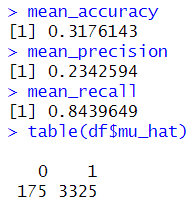 > mean_accuracy
[1] 0.3176143
> mean_precision
[1] 0.2342594
> mean_recall
[1] 0.8439649
> table(df$mu_hat)
0 1
175 3325